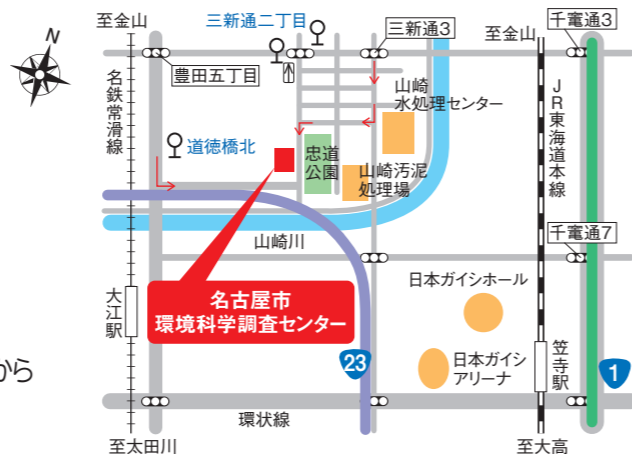 至金山
三新通二丁目
三新通3
至金山
千竃通3
N
豊田五丁目
名鉄常滑線
山崎
水処理センター
JR東海道本線
道徳橋北
忠道
公園
山崎汚泥
処理場
山崎川
千竃通7
大江駅
名古屋市
環境科学調査センター
日本ガイシホール
日本ガイシ
アリーナ
笠寺駅
23
1
から
環状線
至太田川
至大高